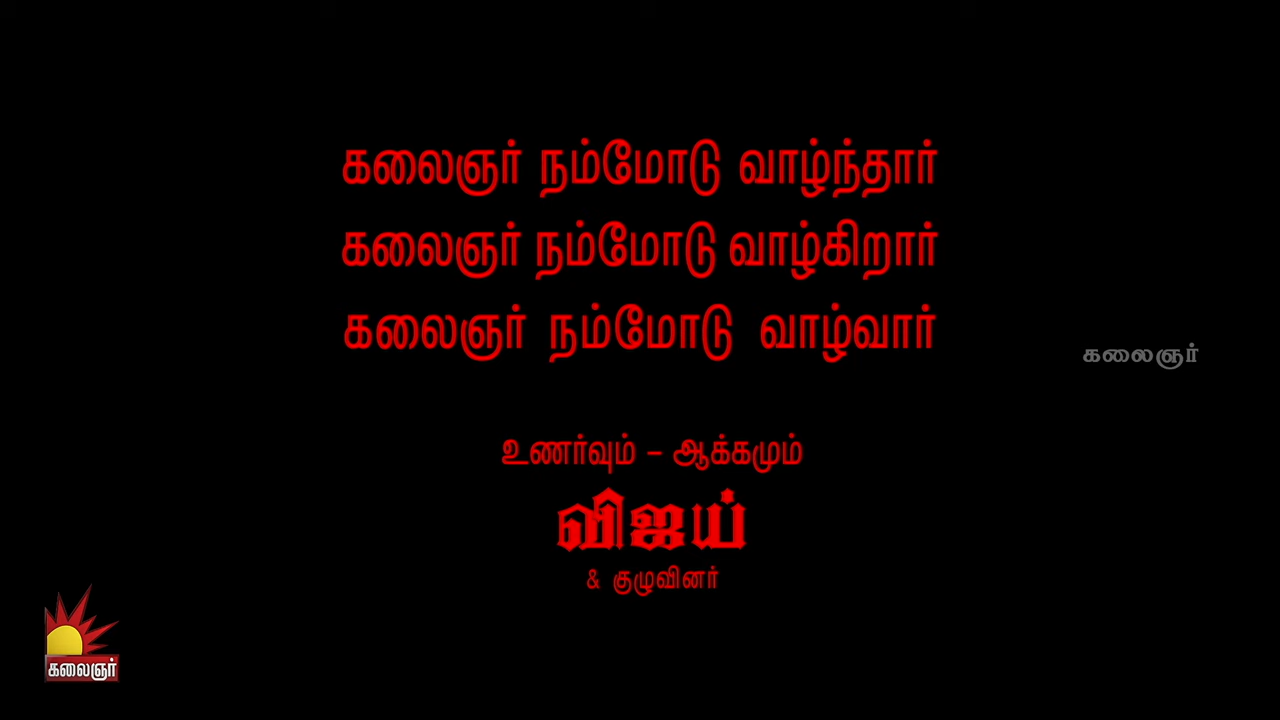 கலைஞர் நம்மோடு வாழ்ந்தார்
கலைஞர் நம்மோடு வாழ்கிறார்
கலைஞர் நம்மோடு வாழ்வார்
கலைஞர்
உணர்வும் – ஆக்கமும்
விஜய்
& குழுவினர்
கலைஞர்